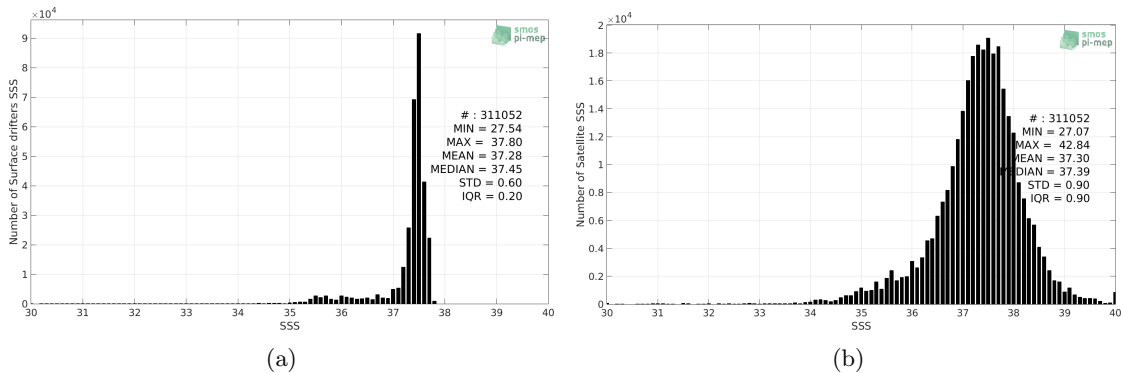 ×10⁴
smos
pi-mep
9
8
7
6
5
4
3
2
1
0
Number of Surface drifters SSS
# : 311052
MIN = 27.54
MAX = 37.80
MEAN = 37.28
MEDIAN = 37.45
STD = 0.60
IQR = 0.20
30 31 32 33 34 35 36 37 38 39 40
SSS
(a)
×10⁴
smos
pi-mep
2
1.8
1.6
1.4
1.2
1
0.8
0.6
0.4
0.2
0
Number of Satellite SSS
# : 311052
MIN = 27.07
MAX = 42.84
MEAN = 37.30
MEDIAN = 37.39
STD = 0.90
IQR = 0.90
30 31 32 33 34 35 36 37 38 39 40
SSS
(b)